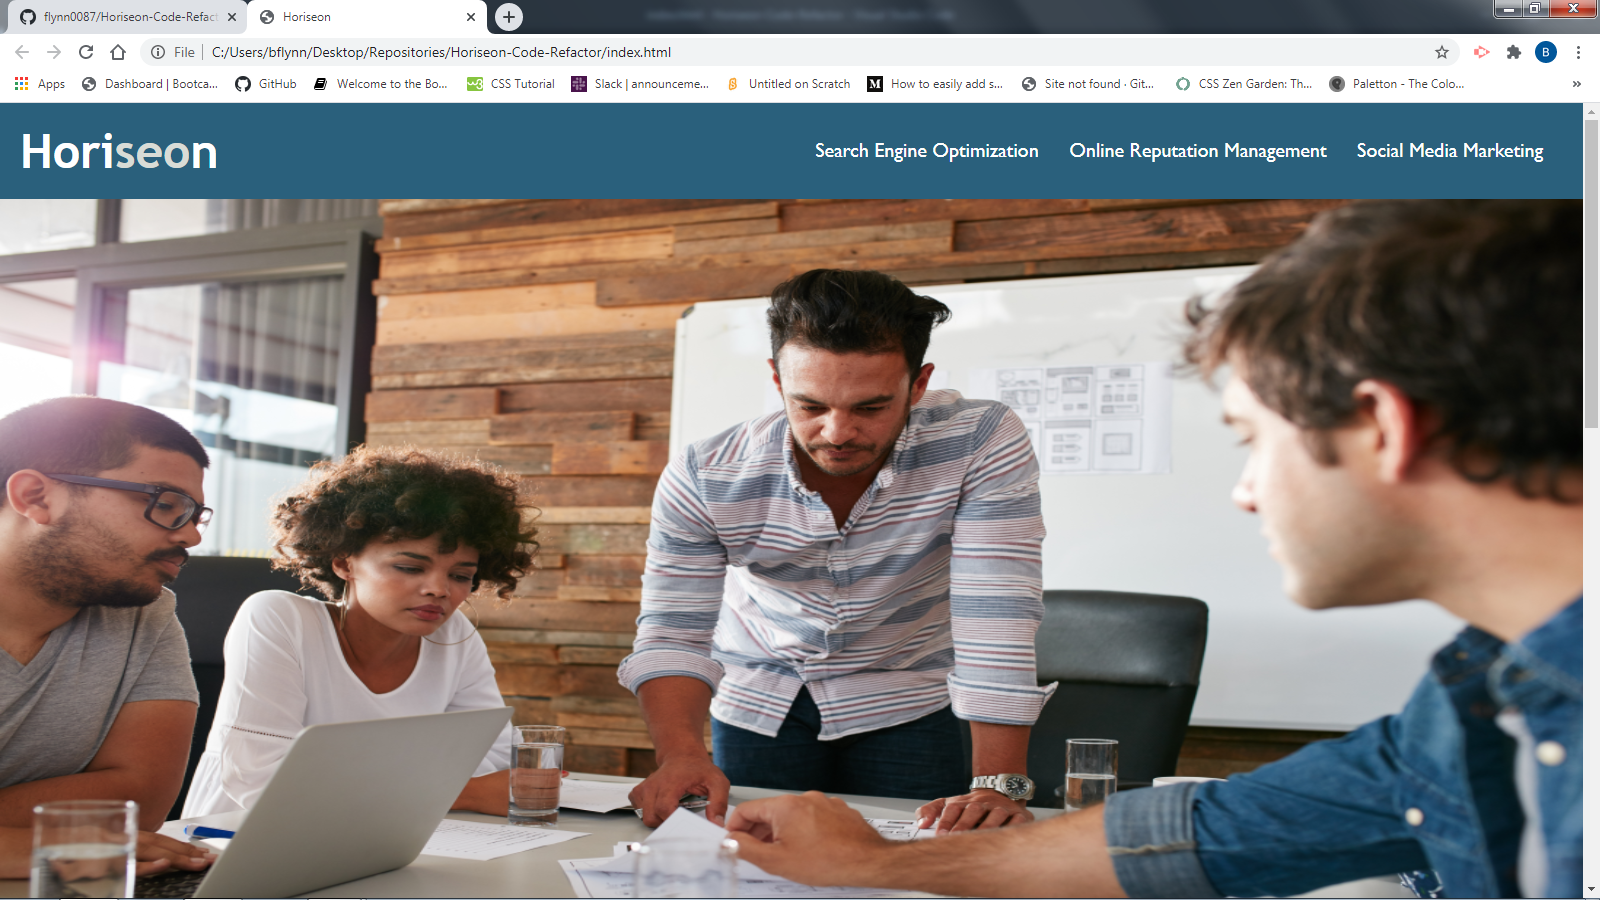 flynn0087/Horiseon-Code-Refact
Horiseon
File
C:/Users/bflynn/Desktop/Repositories/Horiseon-Code-Refactor/index.html
B
Apps
Dashboard | Bootca...
GitHub
Welcome to the Bo...
CSS Tutorial
Slack | announceme...
Untitled on Scratch
How to easily add s...
Site not found · Git...
CSS Zen Garden: Th...
Paletton - The Colo...
»
Horiseon
Search Engine Optimization
Online Reputation Management
Social Media Marketing